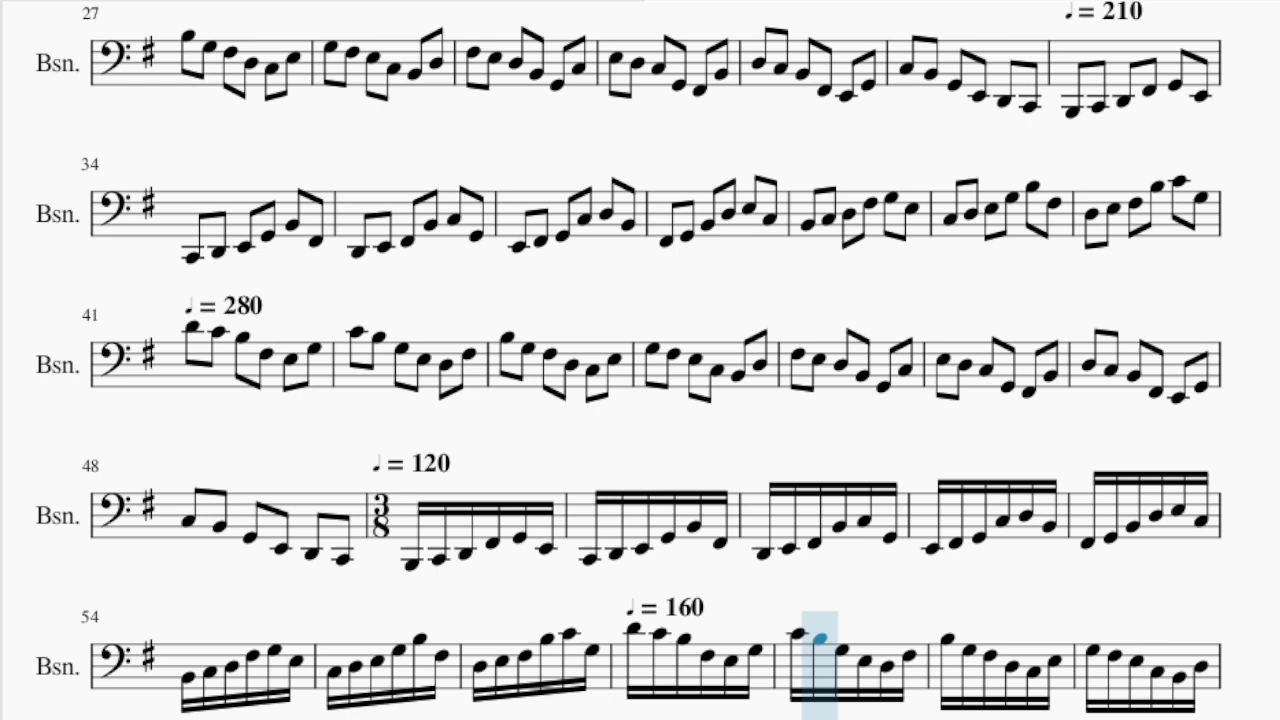 27
♩ = 210
Bsn.
34
Bsn.
♩ = 280
41
Bsn.
48
♩ = 120
Bsn.
3
8
54
♩ = 160
Bsn.